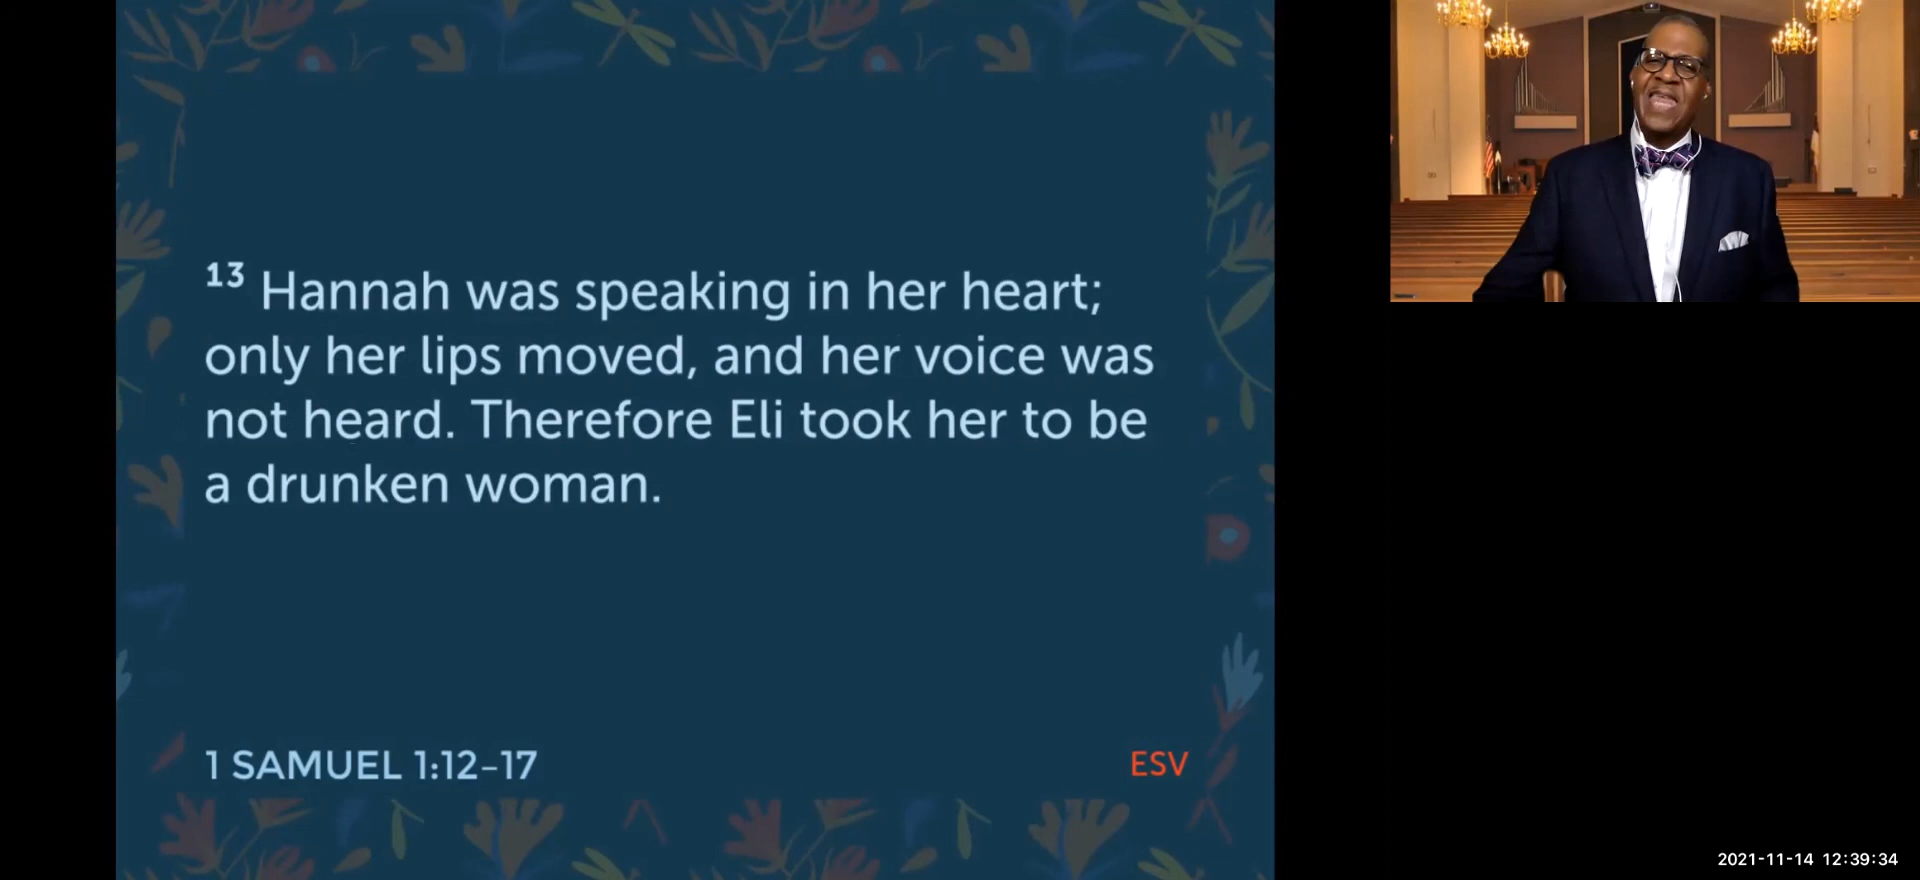 13 Hannah was speaking in her heart;
only her lips moved, and her voice was
not heard. Therefore Eli took her to be
a drunken woman.
1 SAMUEL 1:12–17
ESV
2021-11-14 12:39:34